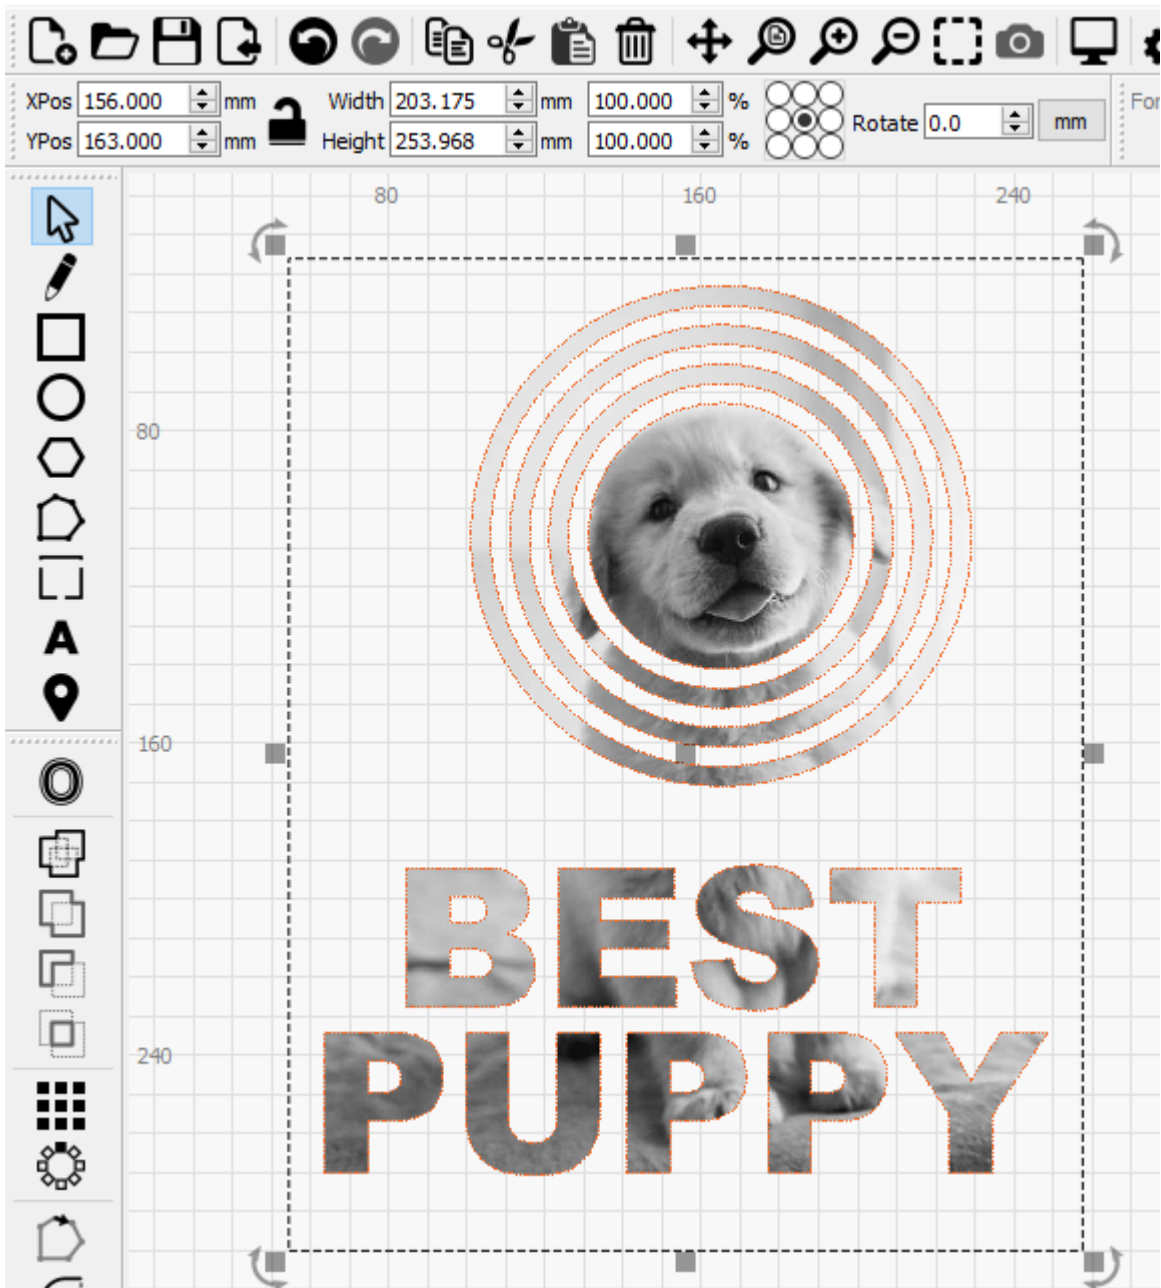 XPos 156.000 mm Width 203.175 mm 100.000 %
YPos 163.000 mm Height 253.968 mm 100.000 % Rotate 0.0 mm For
80 160 240
80
A
160
BEST
240
PUPPY